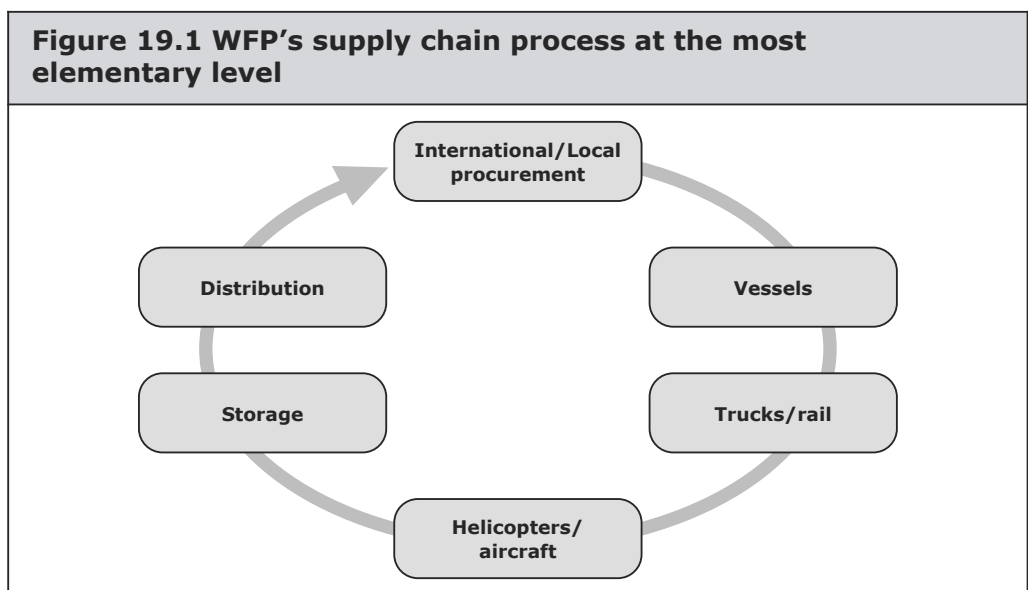 Figure 19.1 WFP’s supply chain process at the most
elementary level
International/Local
procurement
Distribution
Vessels
Storage
Trucks/rail
Helicopters/
aircraft